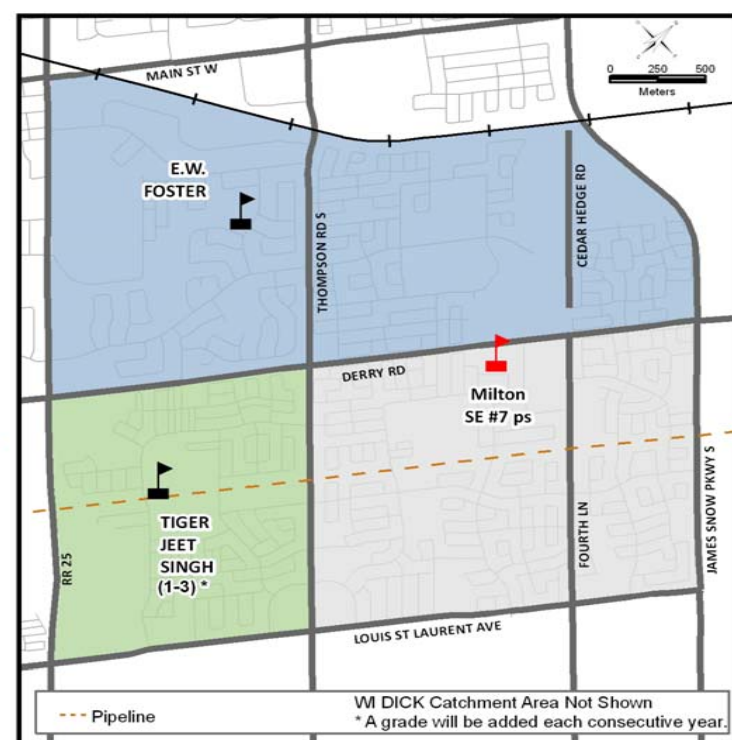 MAIN ST W
0 250 500
Meters
E.W.
FOSTER
THOMPSON RD S
CEDAR HEDGE RD
DERRY RD
Milton
SE #7 ps
TIGER
JEET
SINGH
(1-3) *
RR 25
FOURTH LN
JAMES SNOW PKWY S
LOUIS ST LAURENT AVE
Pipeline
WI DICK Catchment Area Not Shown
* A grade will be added each consecutive year.